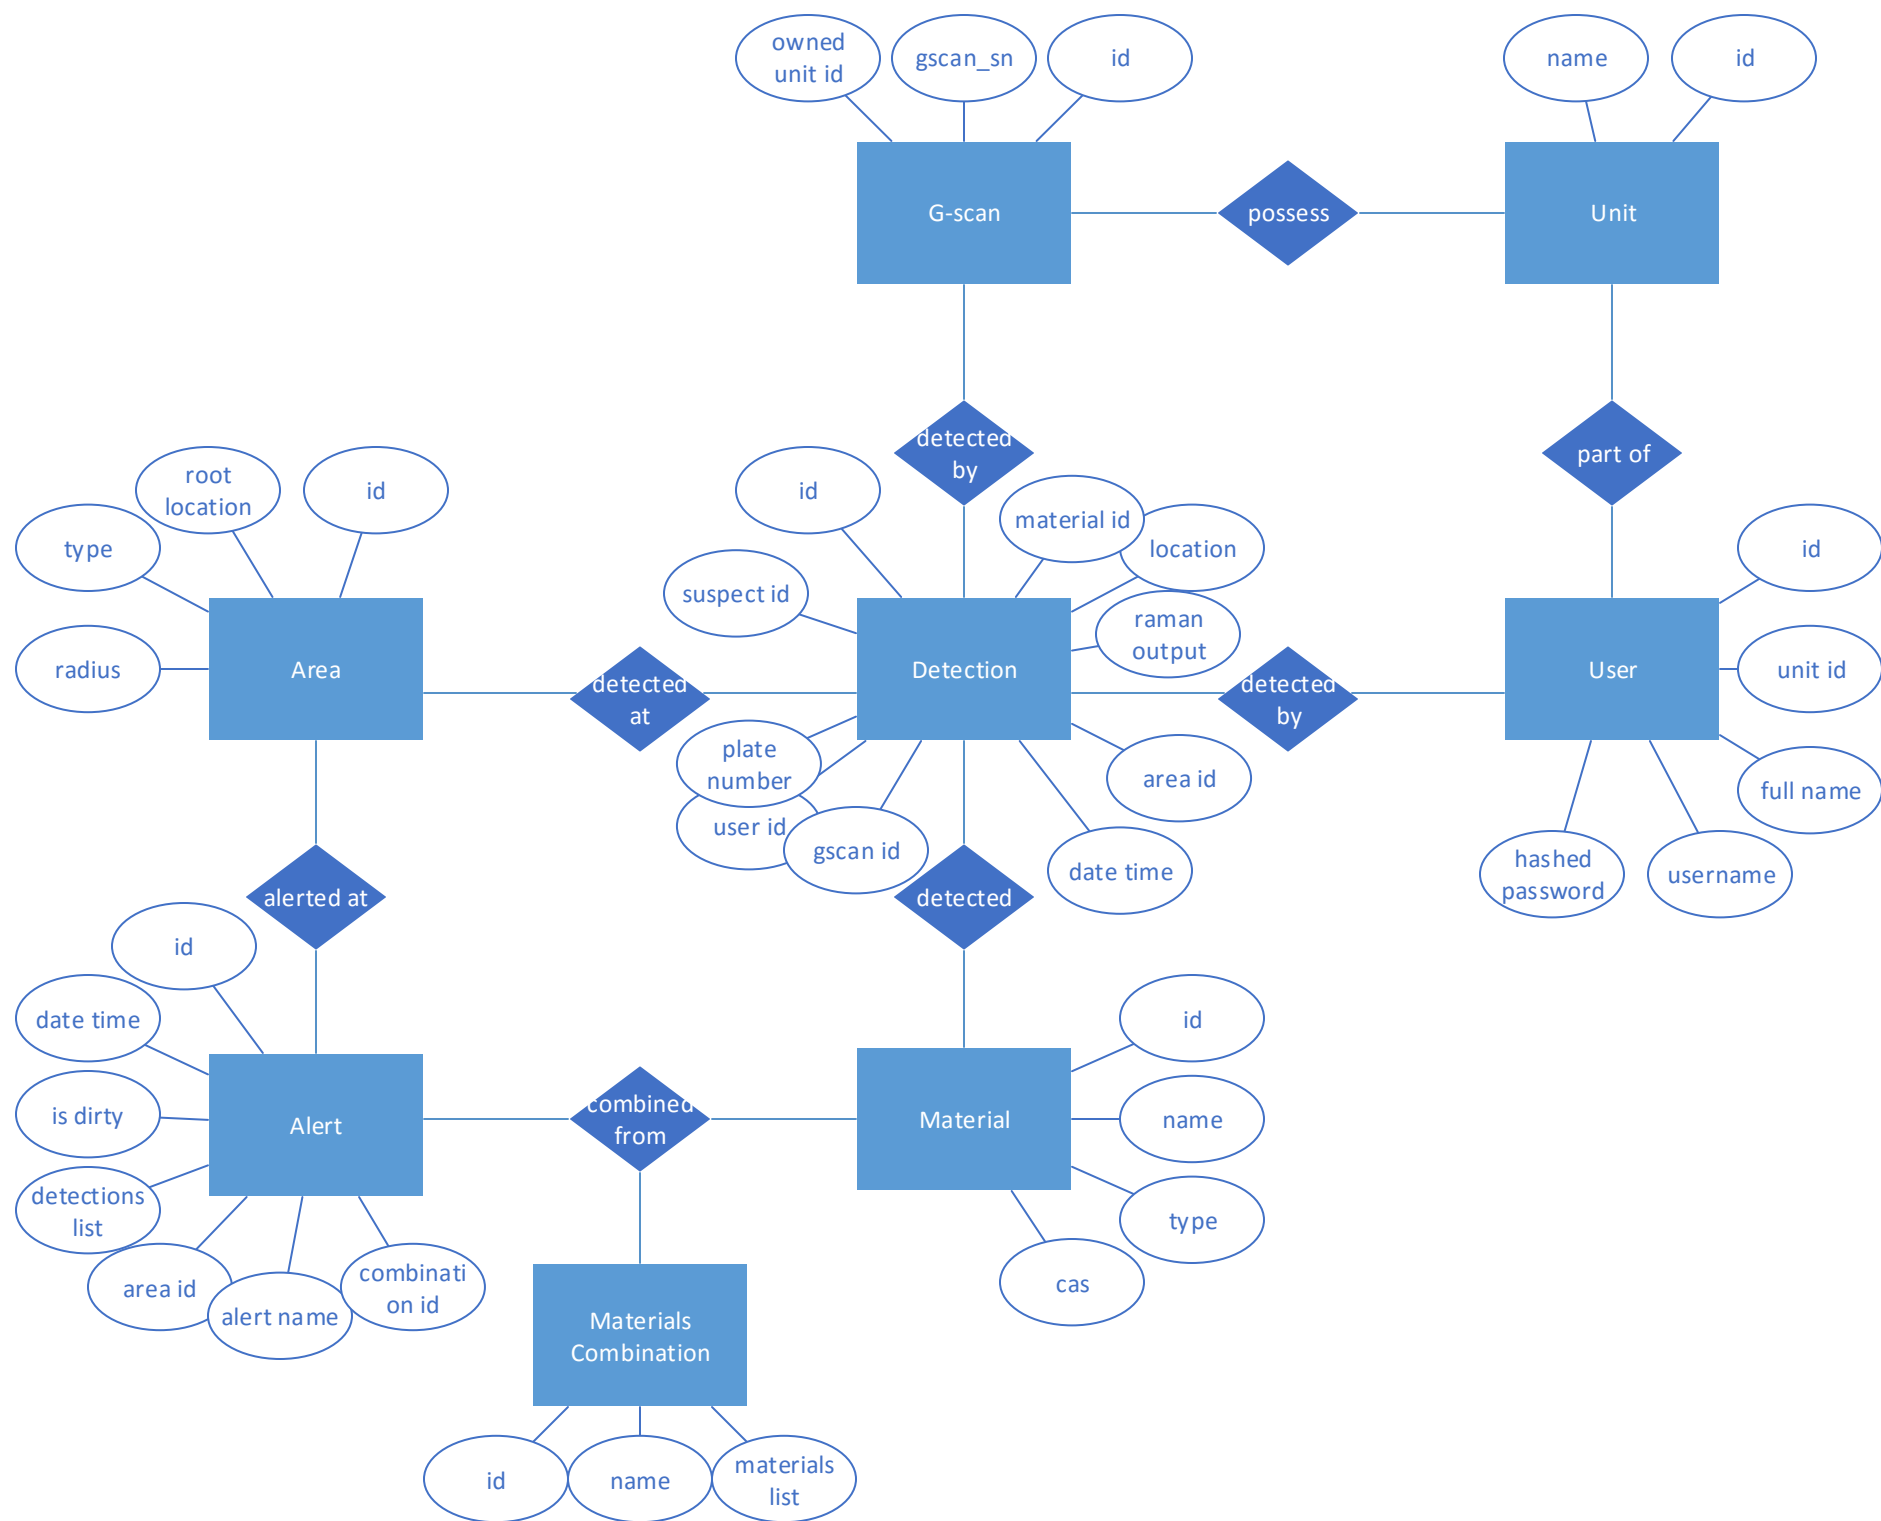 owned
unit id
gscan_sn
id
name
id
G-scan
possess
Unit
detected
by
part of
root
location
id
type
radius
Area
id
suspect id
material id
location
raman
output
Detection
detected
at
detected
by
User
id
unit id
full name
hashed
password
username
plate
number
user id
gscan id
area id
date time
alerted at
detected
id
date time
is dirty
detections
list
area id
alert name
combinati
on id
Alert
combined
from
Material
id
name
type
cas
Materials
Combination
id
name
materials
list